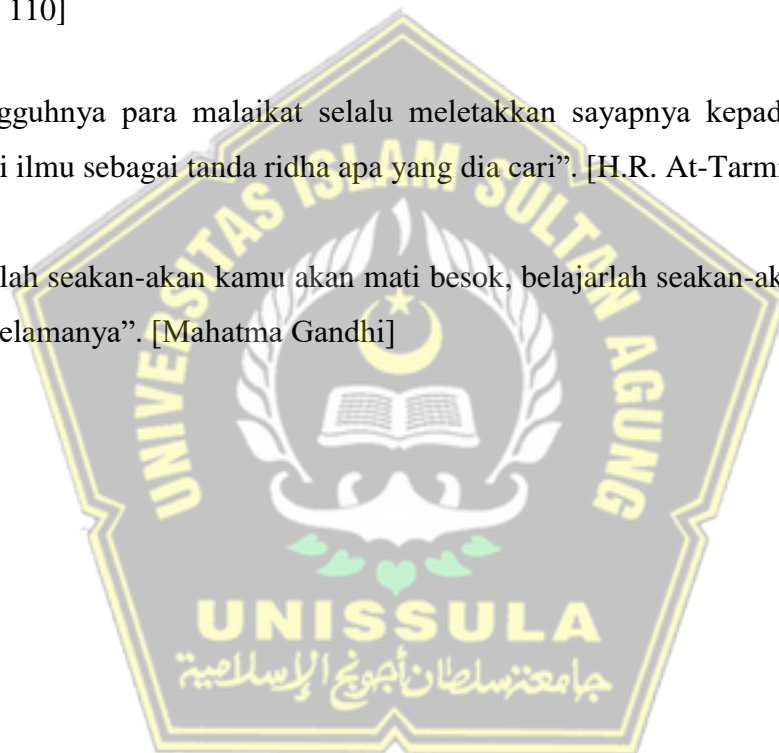 110]
gguhnya para malaikat selalu meletakkan sayapnya kepad
i ilmu sebagai tanda ridha apa yang dia cari”. [H.R. At-Tarm
lah seakan-akan kamu akan mati besok, belajarlah seakan-ak
elamanya”. [Mahatma Gandhi]
UNIVERSITAS ISLAM SULTAN AGUNG
UNISSULA
جامعة سلطان أجونج الإسلامية